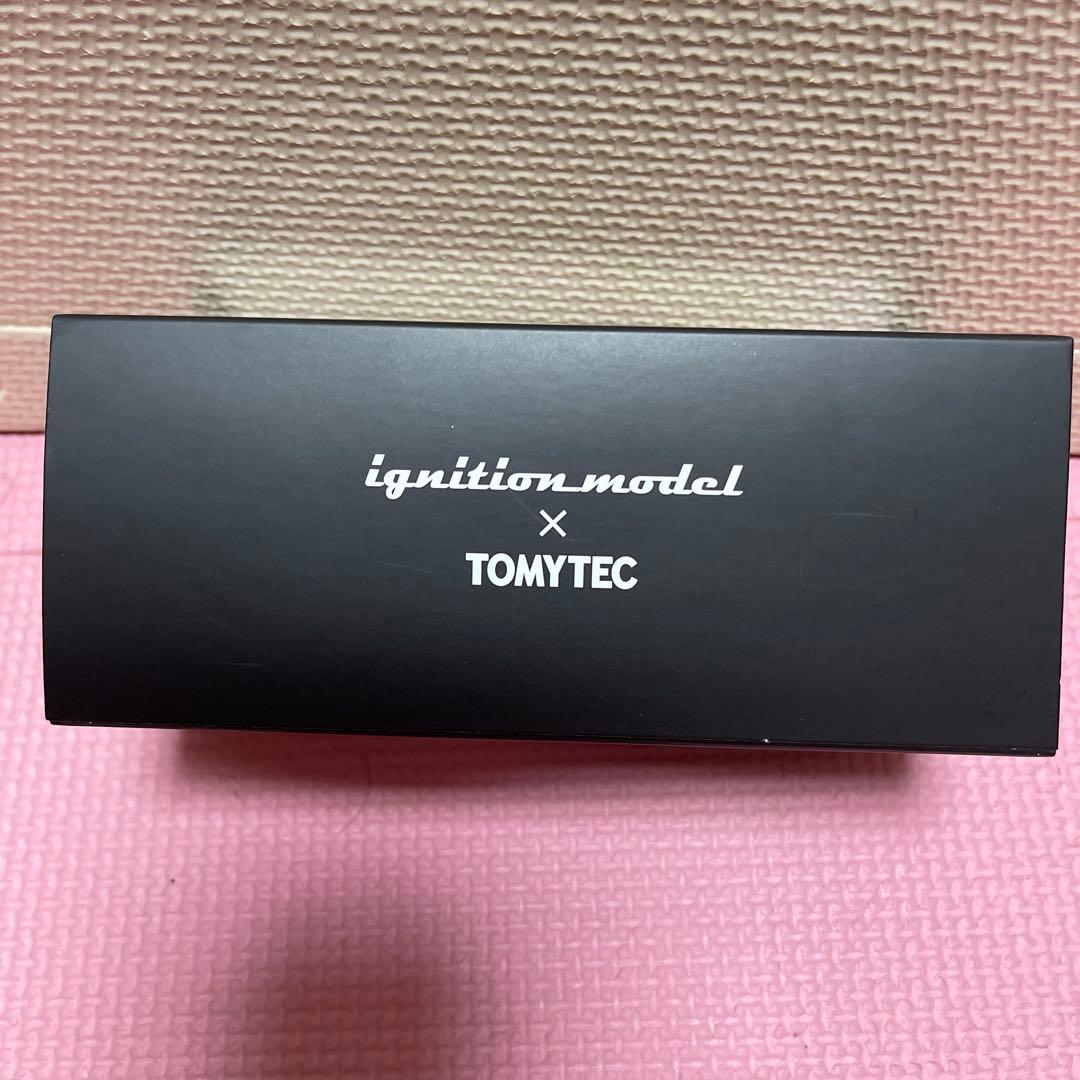 ignition model
×
TOMYTEC